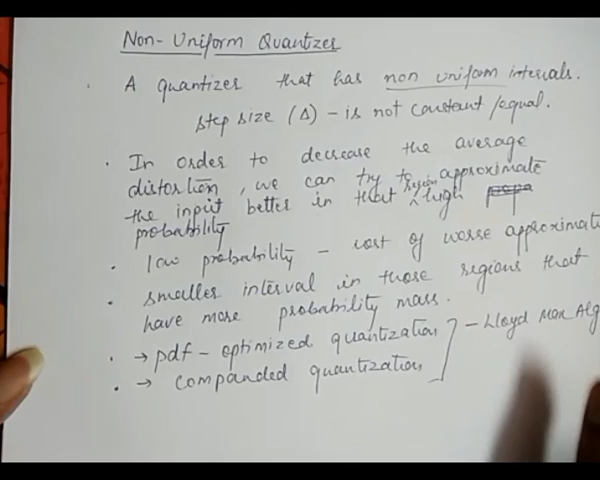 Non-Uniform Quantizer
A quantizer that has non uniform intervals.
step size (Δ) - is not constant/equal.
. In order to decrease the average
distortion, we can try to approximate
the input better in that region high
probability
. low probability - cost of worse approximati
. smaller interval in those regions that
have more probability mass.
. → pdf - optimized quantization ] - Lloyd Max Alg
. → companded quantization